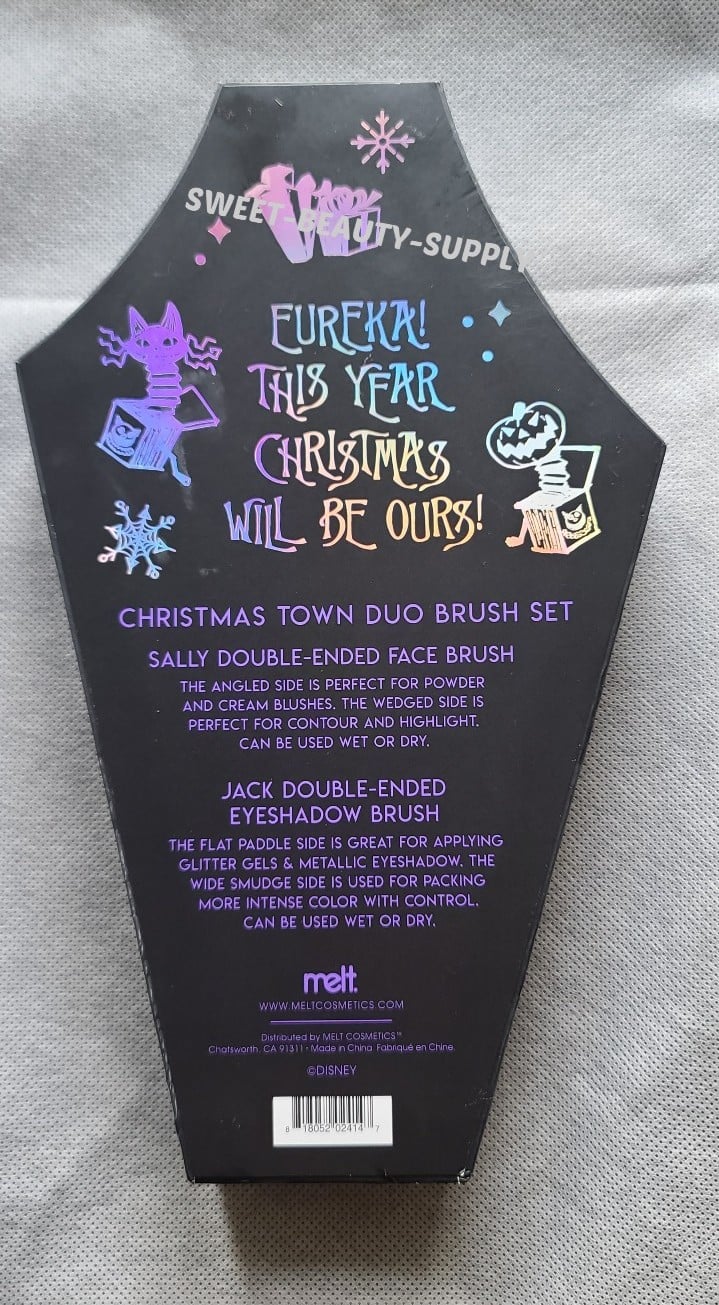 SWEET-BEAUTY-SUPPLY
EUREKA!
THIS YEAR
CHRISTMAS
WILL BE OURS!
CHRISTMAS TOWN DUO BRUSH SET
SALLY DOUBLE-ENDED FACE BRUSH
THE ANGLED SIDE IS PERFECT FOR POWDER
AND CREAM BLUSHES. THE WEDGED SIDE IS
PERFECT FOR CONTOUR AND HIGHLIGHT.
CAN BE USED WET OR DRY.
JACK DOUBLE-ENDED
EYESHADOW BRUSH
THE FLAT PADDLE SIDE IS GREAT FOR APPLYING
GLITTER GELS & METALLIC EYESHADOW. THE
WIDE SMUDGE SIDE IS USED FOR PACKING
MORE INTENSE COLOR WITH CONTROL.
CAN BE USED WET OR DRY.
melt.
WWW.MELTCOSMETICS.COM
Distributed by MELT COSMETICS™
Chatsworth, CA 91311 • Made in China. Fabriqué en Chine.
©DISNEY
8 18052 02414 7